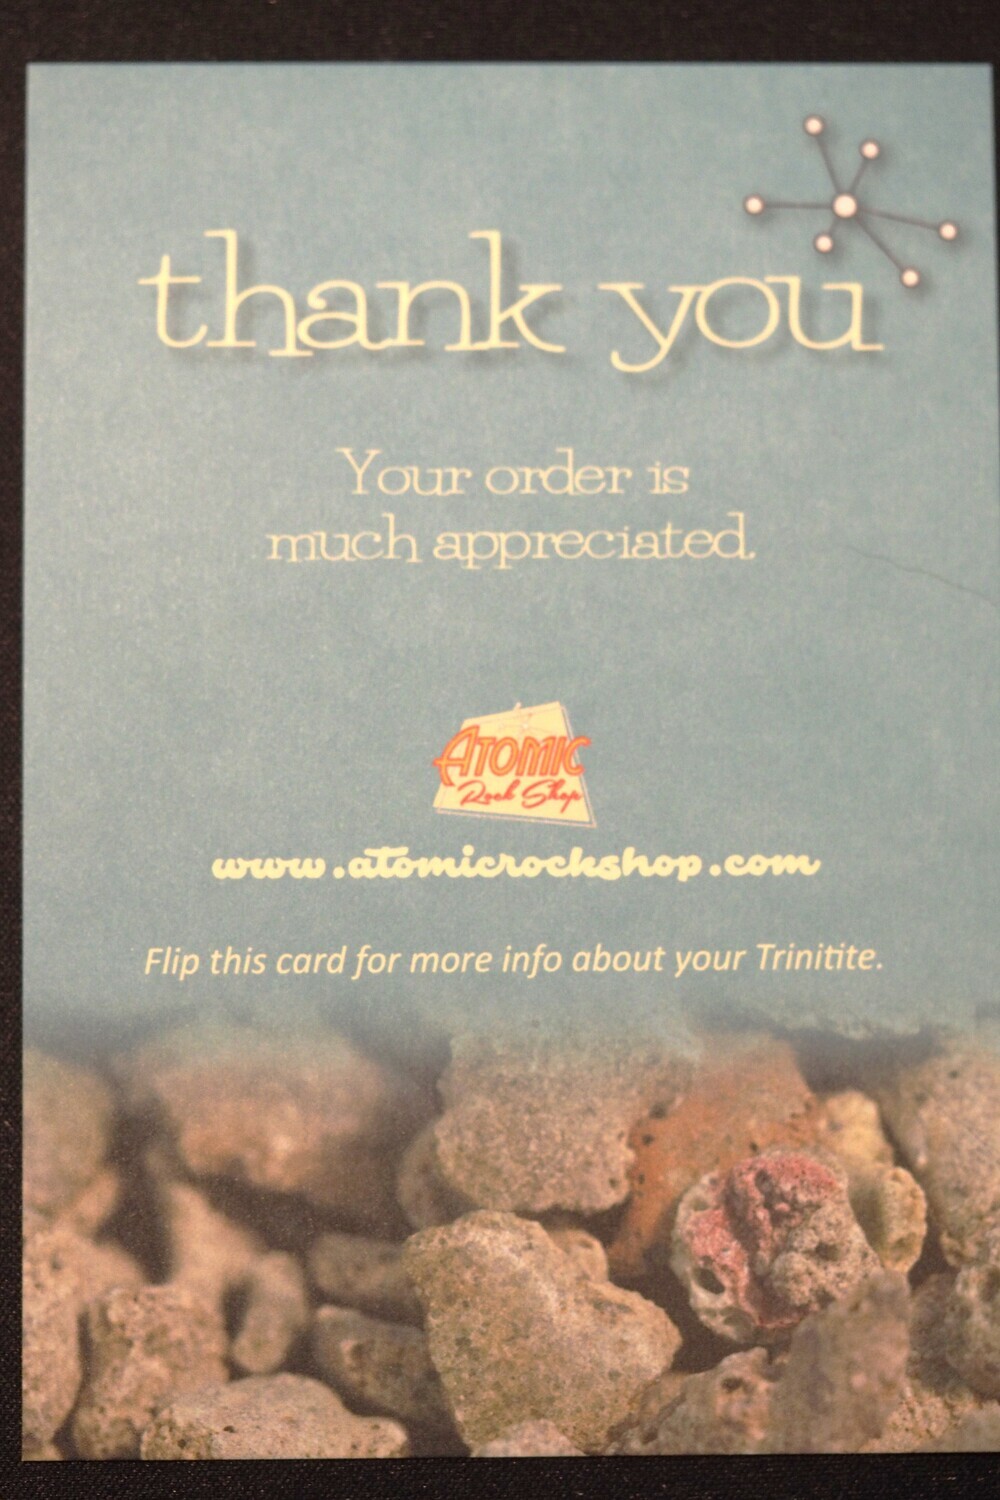 thank you
Your order is
much appreciated.
ATOMIC
Rock Shop
www.atomicrockshop.com
Flip this card for more info about your Trinitite.